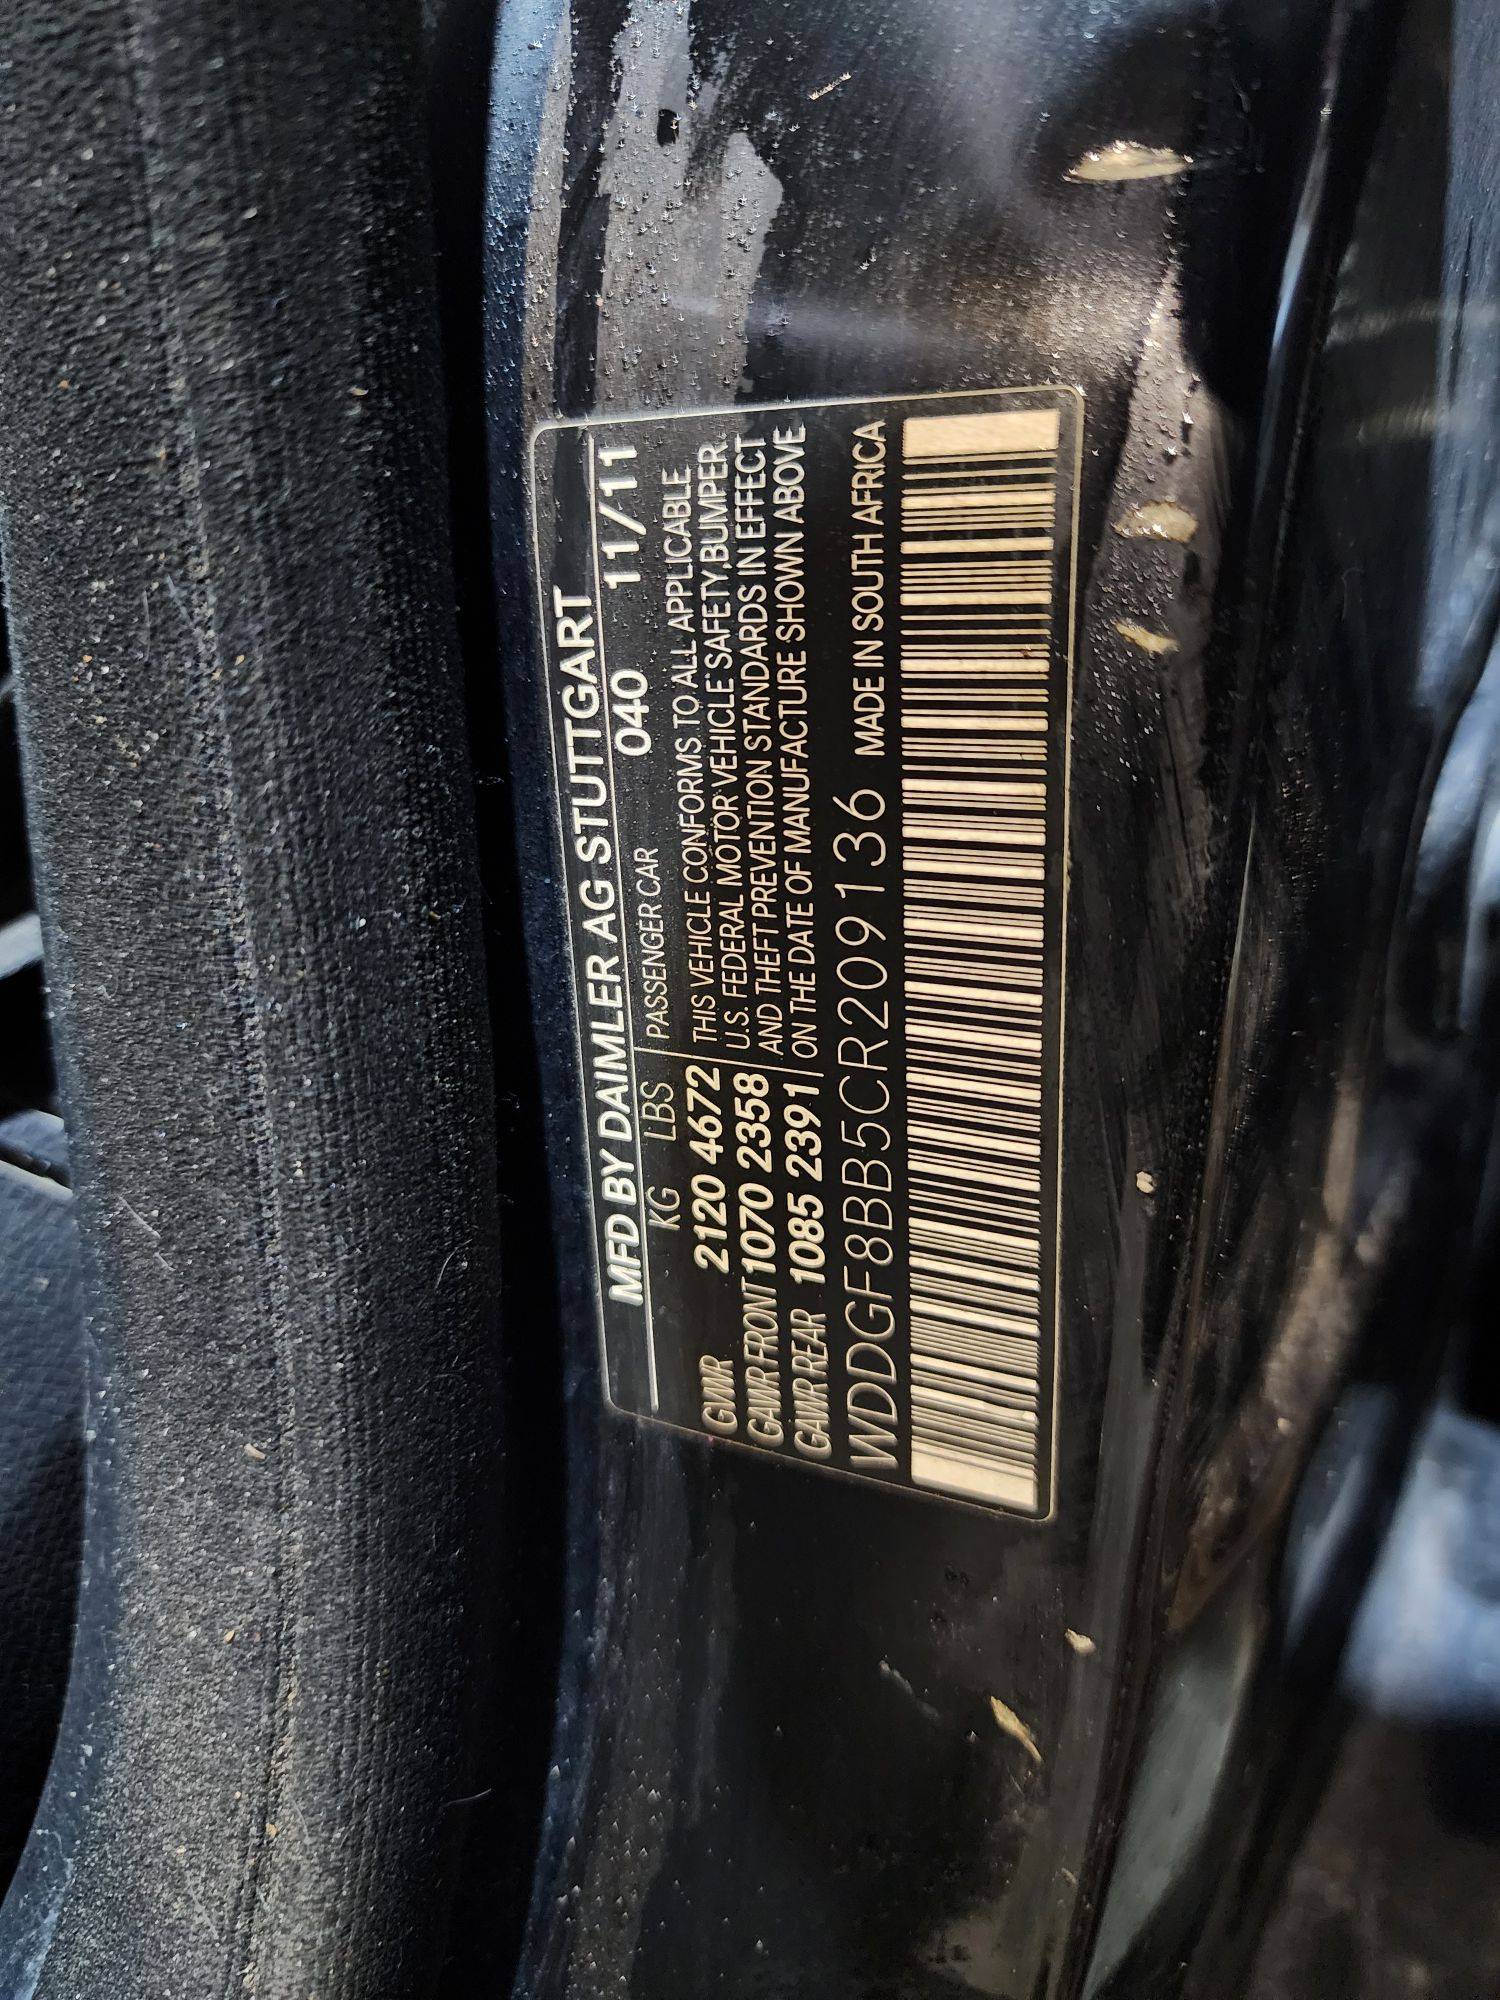 MFD BY DAIMLER AG STUTTGART
KG LBS PASSENGER CAR 040 11/11
GVWR 2120 4672 THIS VEHICLE CONFORMS TO ALL APPLICABLE
GAWR FRONT 1070 2358 U.S. FEDERAL MOTOR VEHICLE SAFETY,BUMPER,
GAWR REAR 1085 2391 AND THEFT PREVENTION STANDARDS IN EFFECT
ON THE DATE OF MANUFACTURE SHOWN ABOVE
WDDGF8BB5CR209136 MADE IN SOUTH AFRICA